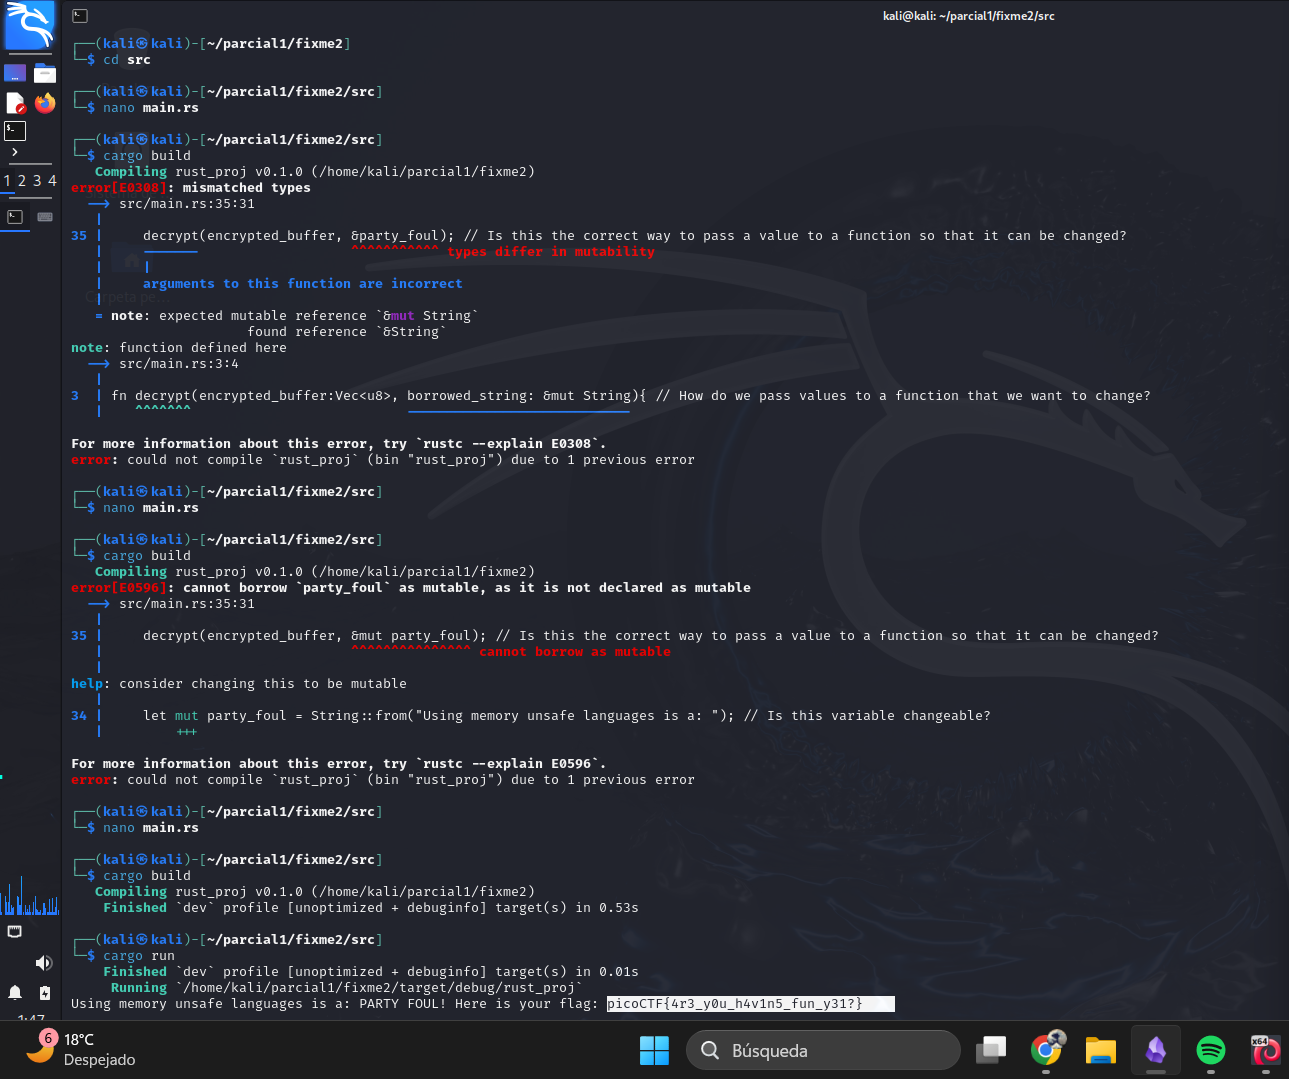 kali@kali: ~/parcial1/fixme2/src
┌──(kali㉿kali)-[~/parcial1/fixme2]
└─$ cd src
┌──(kali㉿kali)-[~/parcial1/fixme2/src]
└─$ nano main.rs
┌──(kali㉿kali)-[~/parcial1/fixme2/src]
└─$ cargo build
Compiling rust_proj v0.1.0 (/home/kali/parcial1/fixme2)
error[E0308]: mismatched types
--> src/main.rs:35:31
|
35 | decrypt(encrypted_buffer, &party_foul); // Is this the correct way to pass a value to a function so that it can be changed?
| ------- ^^^^^^^^^^^ types differ in mutability
| |
| arguments to this function are incorrect
|
= note: expected mutable reference `&mut String`
found reference `&String`
note: function defined here
--> src/main.rs:3:4
|
3 | fn decrypt(encrypted_buffer:Vec<u8>, borrowed_string: &mut String){ // How do we pass values to a function that we want to change?
| ^^^^^^^ ----------------------------
For more information about this error, try `rustc --explain E0308`.
error: could not compile `rust_proj` (bin "rust_proj") due to 1 previous error
┌──(kali㉿kali)-[~/parcial1/fixme2/src]
└─$ nano main.rs
┌──(kali㉿kali)-[~/parcial1/fixme2/src]
└─$ cargo build
Compiling rust_proj v0.1.0 (/home/kali/parcial1/fixme2)
error[E0596]: cannot borrow `party_foul` as mutable, as it is not declared as mutable
--> src/main.rs:35:31
|
35 | decrypt(encrypted_buffer, &mut party_foul); // Is this the correct way to pass a value to a function so that it can be changed?
| ^^^^^^^^^^^^^^^ cannot borrow as mutable
|
help: consider changing this to be mutable
|
34 | let mut party_foul = String::from("Using memory unsafe languages is a: "); // Is this variable changeable?
| +++
For more information about this error, try `rustc --explain E0596`.
error: could not compile `rust_proj` (bin "rust_proj") due to 1 previous error
┌──(kali㉿kali)-[~/parcial1/fixme2/src]
└─$ nano main.rs
┌──(kali㉿kali)-[~/parcial1/fixme2/src]
└─$ cargo build
Compiling rust_proj v0.1.0 (/home/kali/parcial1/fixme2)
Finished `dev` profile [unoptimized + debuginfo] target(s) in 0.53s
┌──(kali㉿kali)-[~/parcial1/fixme2/src]
└─$ cargo run
Finished `dev` profile [unoptimized + debuginfo] target(s) in 0.01s
Running `/home/kali/parcial1/fixme2/target/debug/rust_proj`
Using memory unsafe languages is a: PARTY FOUL! Here is your flag: picoCTF{4r3_y0u_h4v1n5_fun_y31?}
1 2 3 4
Carpeta pe...
1:47
6
18°C
Despejado
Búsqueda
x64